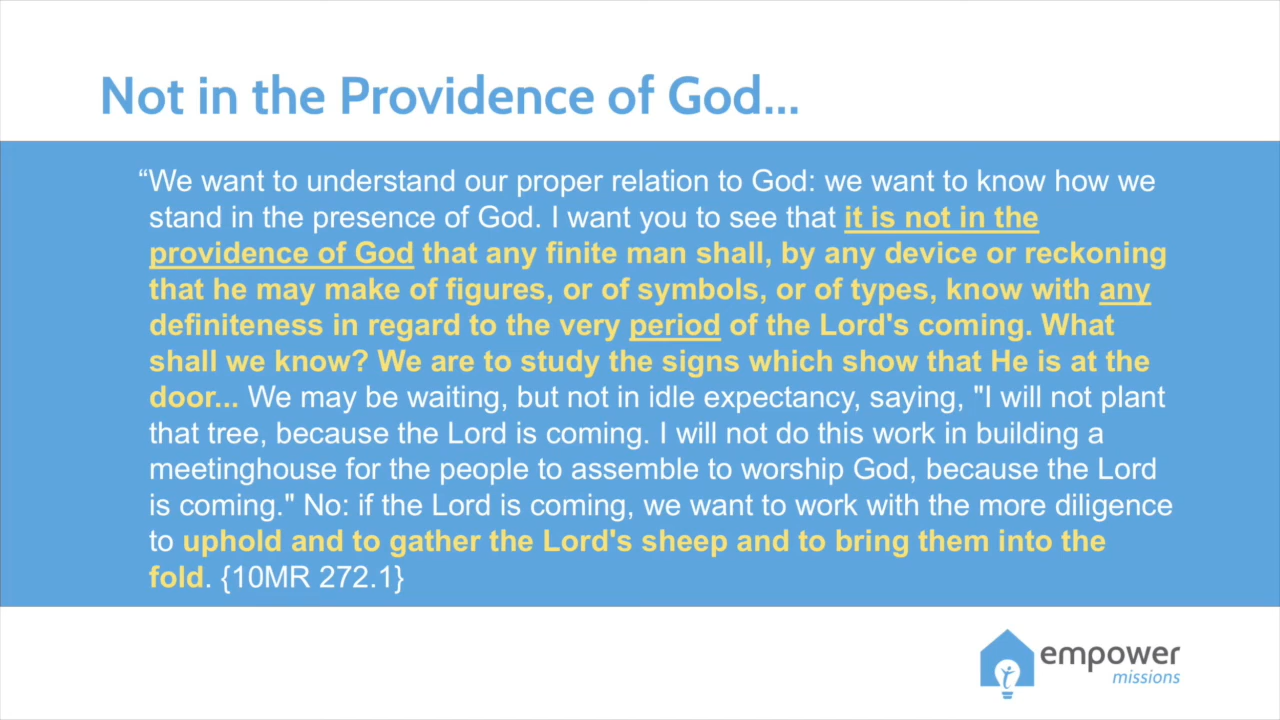 Not in the Providence of God...
“We want to understand our proper relation to God: we want to know how we
stand in the presence of God. I want you to see that it is not in the
providence of God that any finite man shall, by any device or reckoning
that he may make of figures, or of symbols, or of types, know with any
definiteness in regard to the very period of the Lord's coming. What
shall we know? We are to study the signs which show that He is at the
door... We may be waiting, but not in idle expectancy, saying, "I will not plant
that tree, because the Lord is coming. I will not do this work in building a
meetinghouse for the people to assemble to worship God, because the Lord
is coming." No: if the Lord is coming, we want to work with the more diligence
to uphold and to gather the Lord's sheep and to bring them into the
fold. {10MR 272.1}
empower
missions